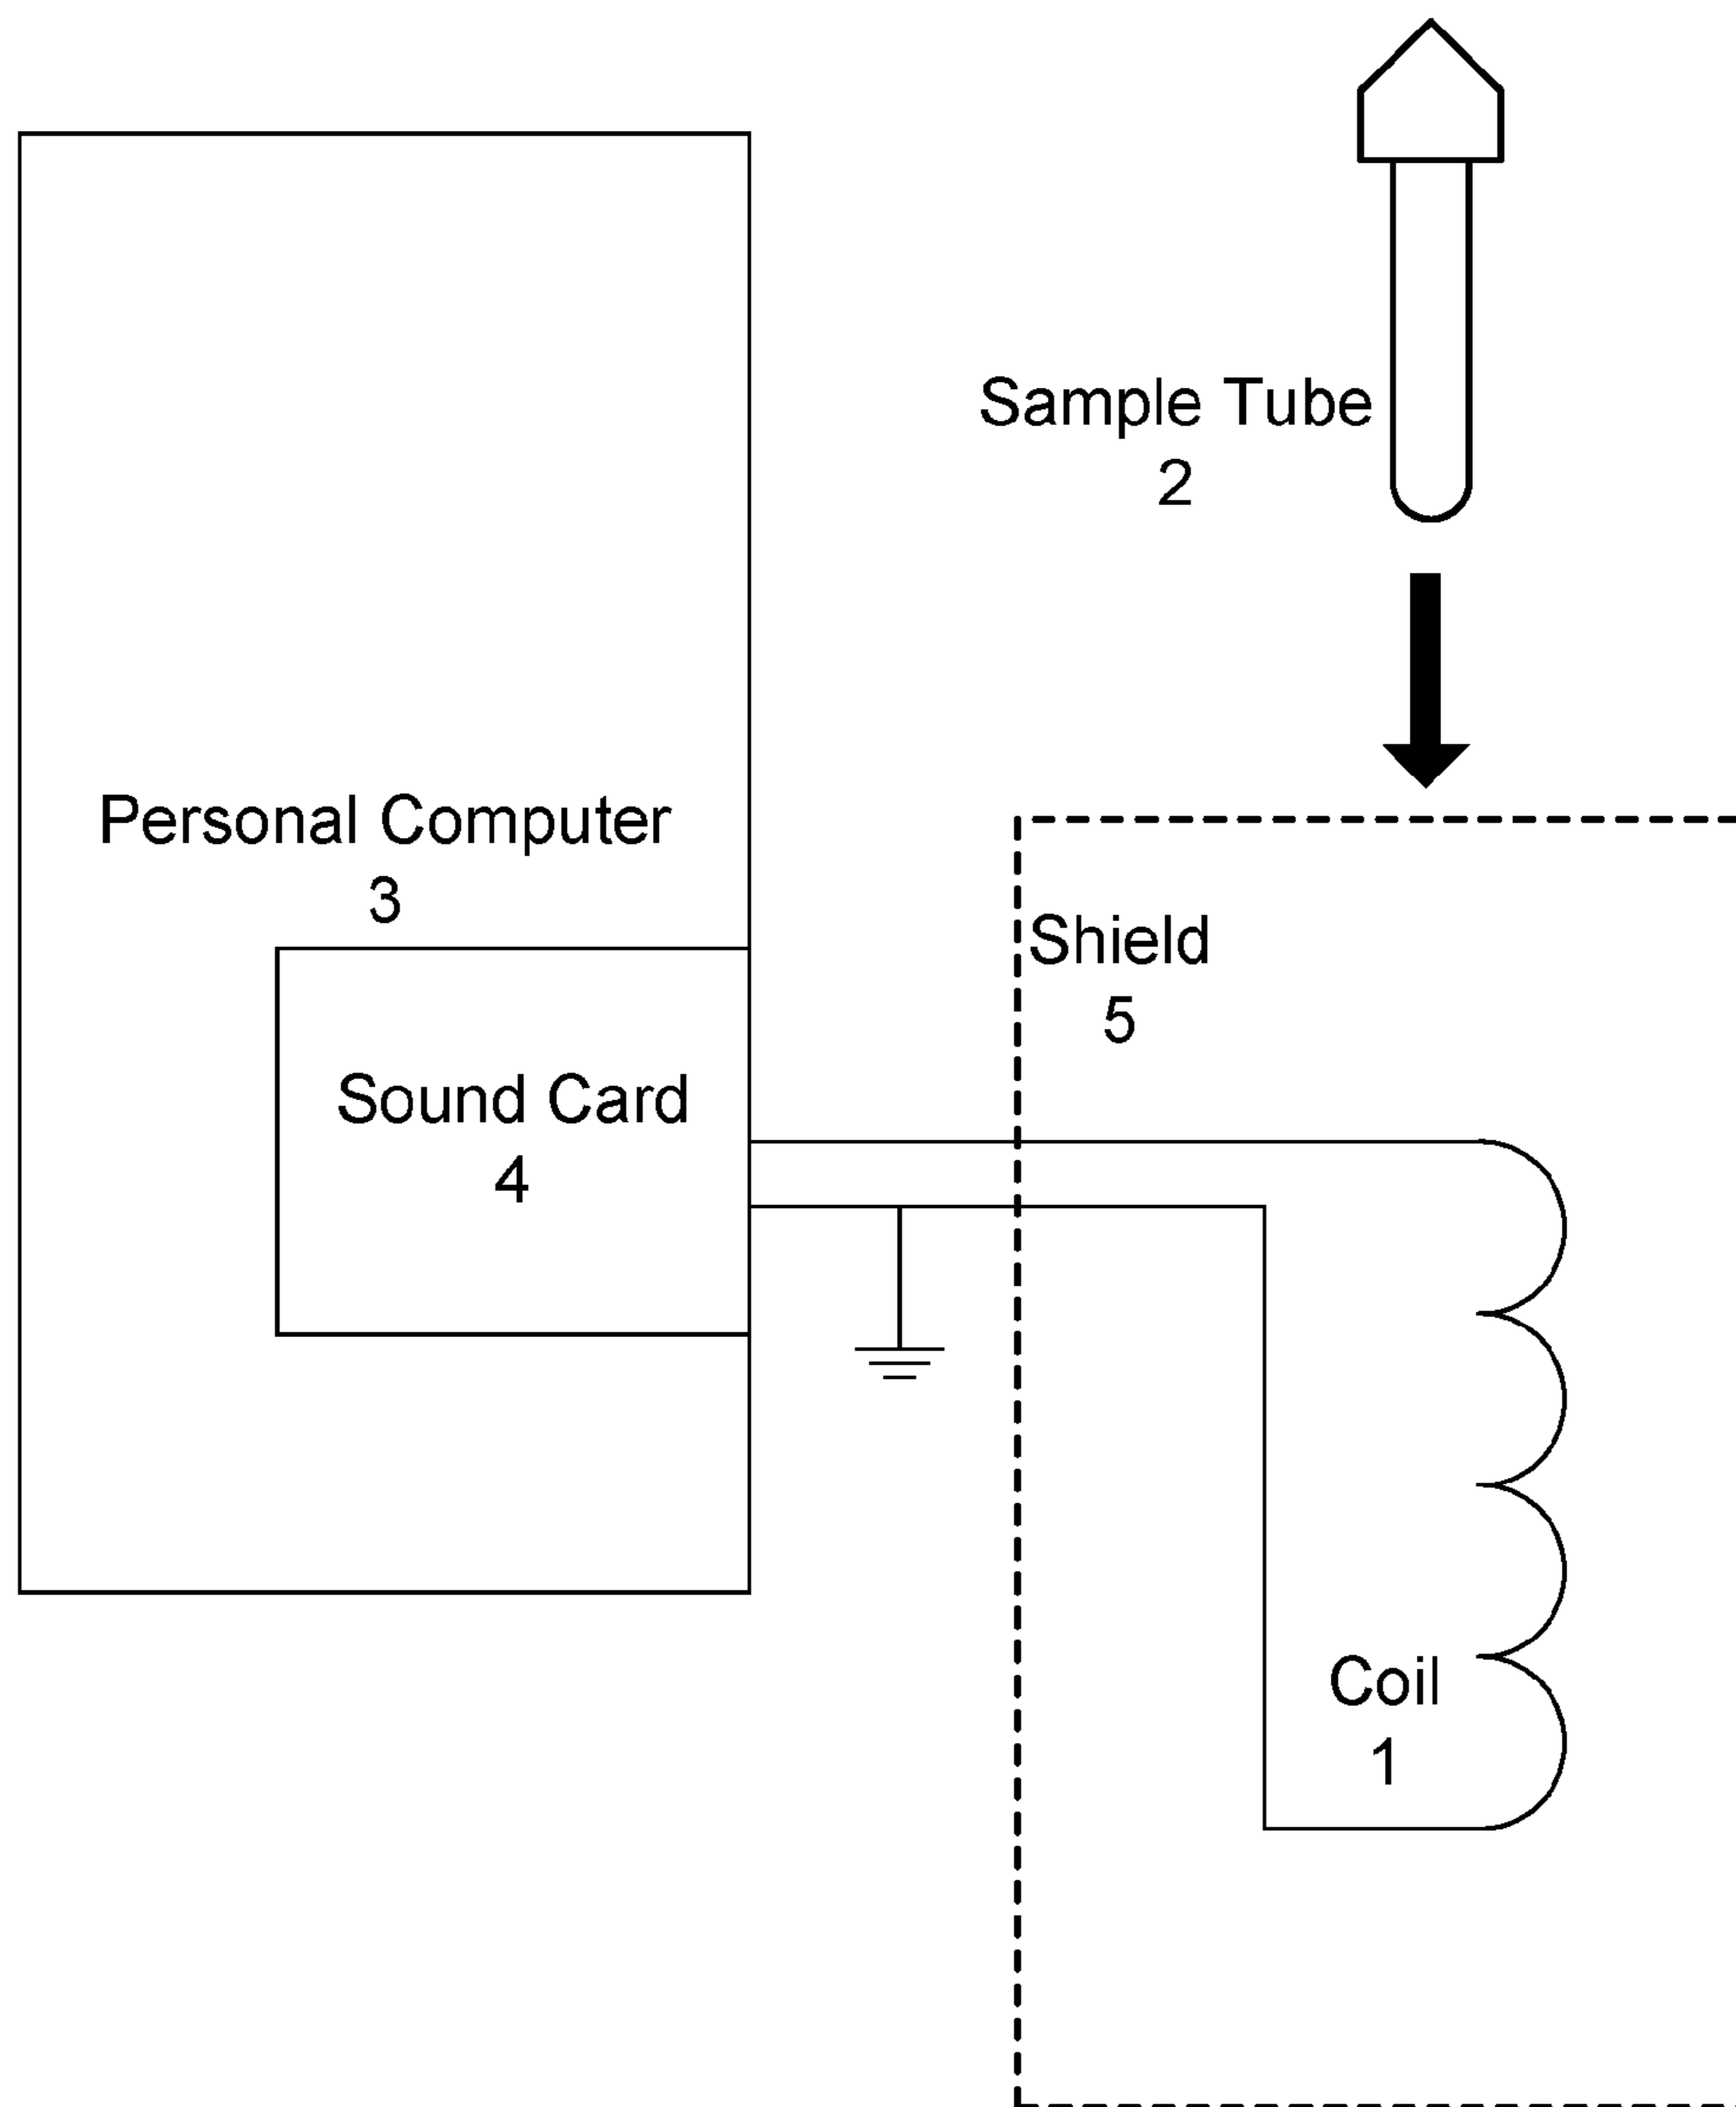 Sample Tube
2
Personal Computer
3
Shield
5
Sound Card
4
Coil
1